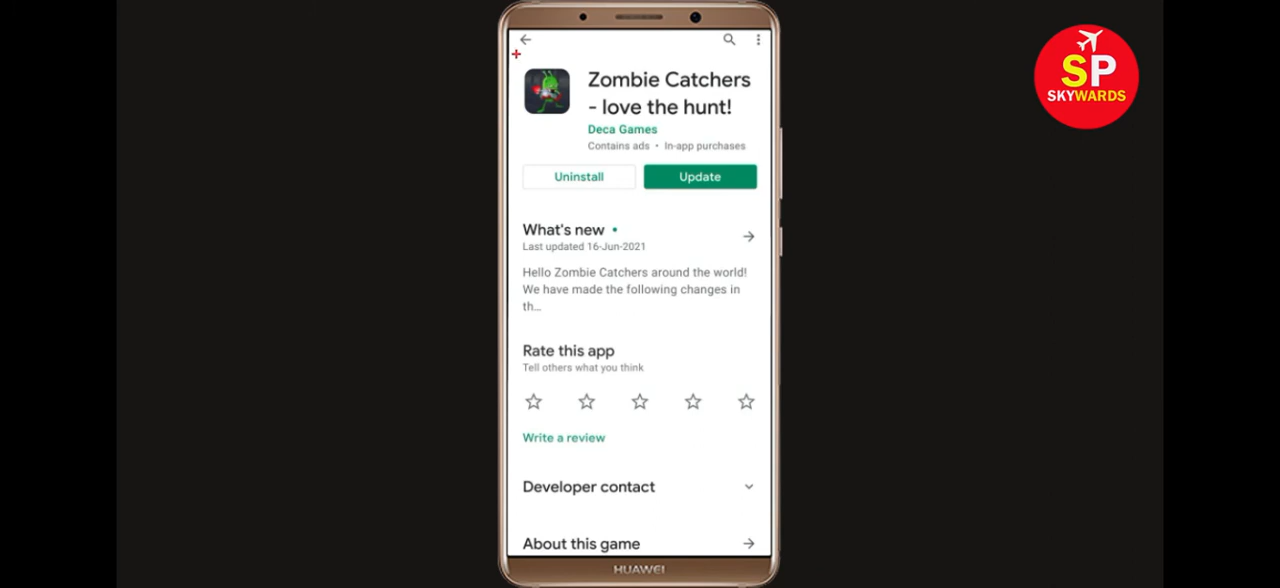 SP
SKYWARDS
Zombie Catchers
- love the hunt!
Deca Games
Contains ads • In-app purchases
Uninstall
Update
What's new •
Last updated 16-Jun-2021
Hello Zombie Catchers around the world!
We have made the following changes in
th...
Rate this app
Tell others what you think
Write a review
Developer contact
About this game
HUAWEI